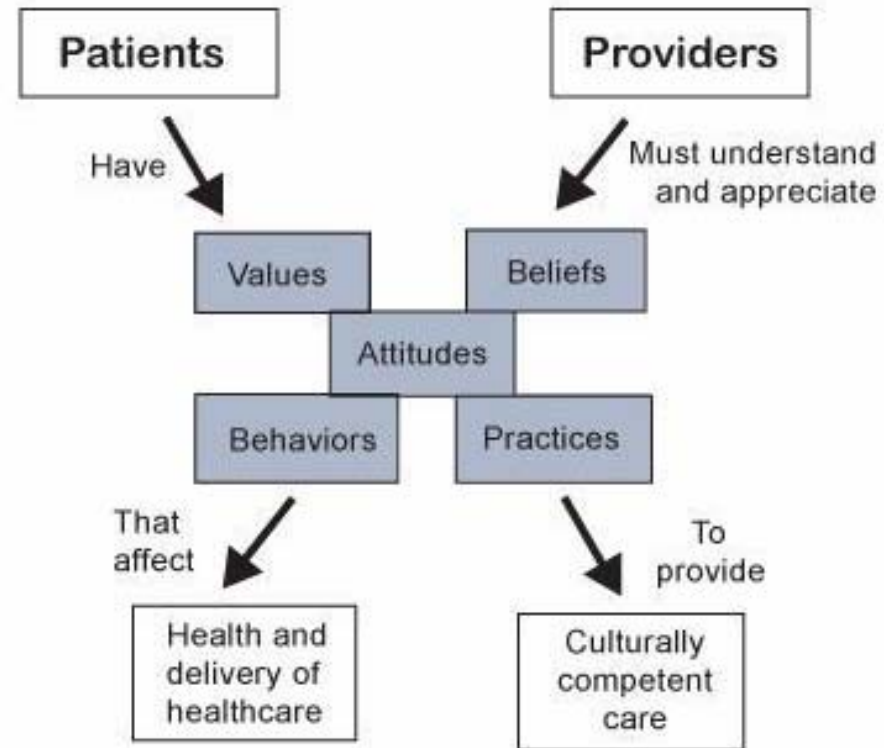 Patients
Providers
Have
Must understand
and appreciate
Values
Beliefs
Attitudes
Behaviors
Practices
That
affect
To
provide
Health and
delivery of
healthcare
Culturally
competent
care